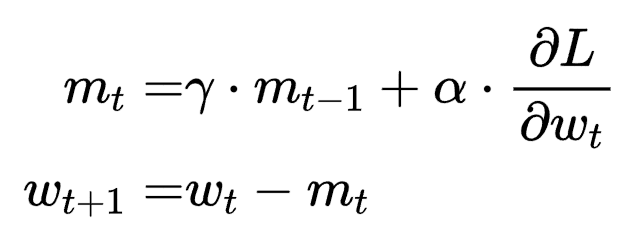 m_t = γ · m_{t−1} + α · ∂L/∂w_t
w_{t+1} = w_t − m_t